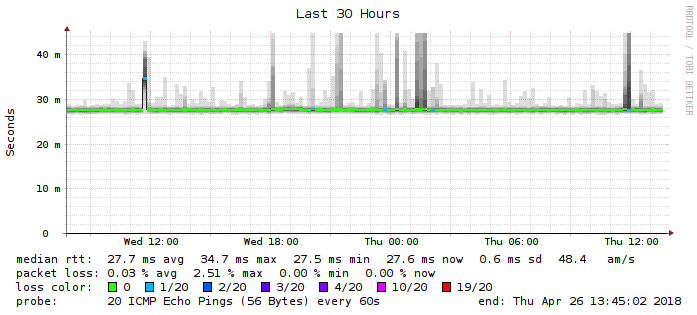 Last 30 Hours
RRDTOOL / TOBI OETIKER
Seconds
40 m
30 m
20 m
10 m
0
Wed 12:00 Wed 18:00 Thu 00:00 Thu 06:00 Thu 12:00
median rtt: 27.7 ms avg 34.7 ms max 27.5 ms min 27.6 ms now 0.6 ms sd 48.4 am/s
packet loss: 0.03 % avg 2.51 % max 0.00 % min 0.00 % now
loss color: 0 1/20 2/20 3/20 4/20 10/20 19/20
probe: 20 ICMP Echo Pings (56 Bytes) every 60s end: Thu Apr 26 13:45:02 2018